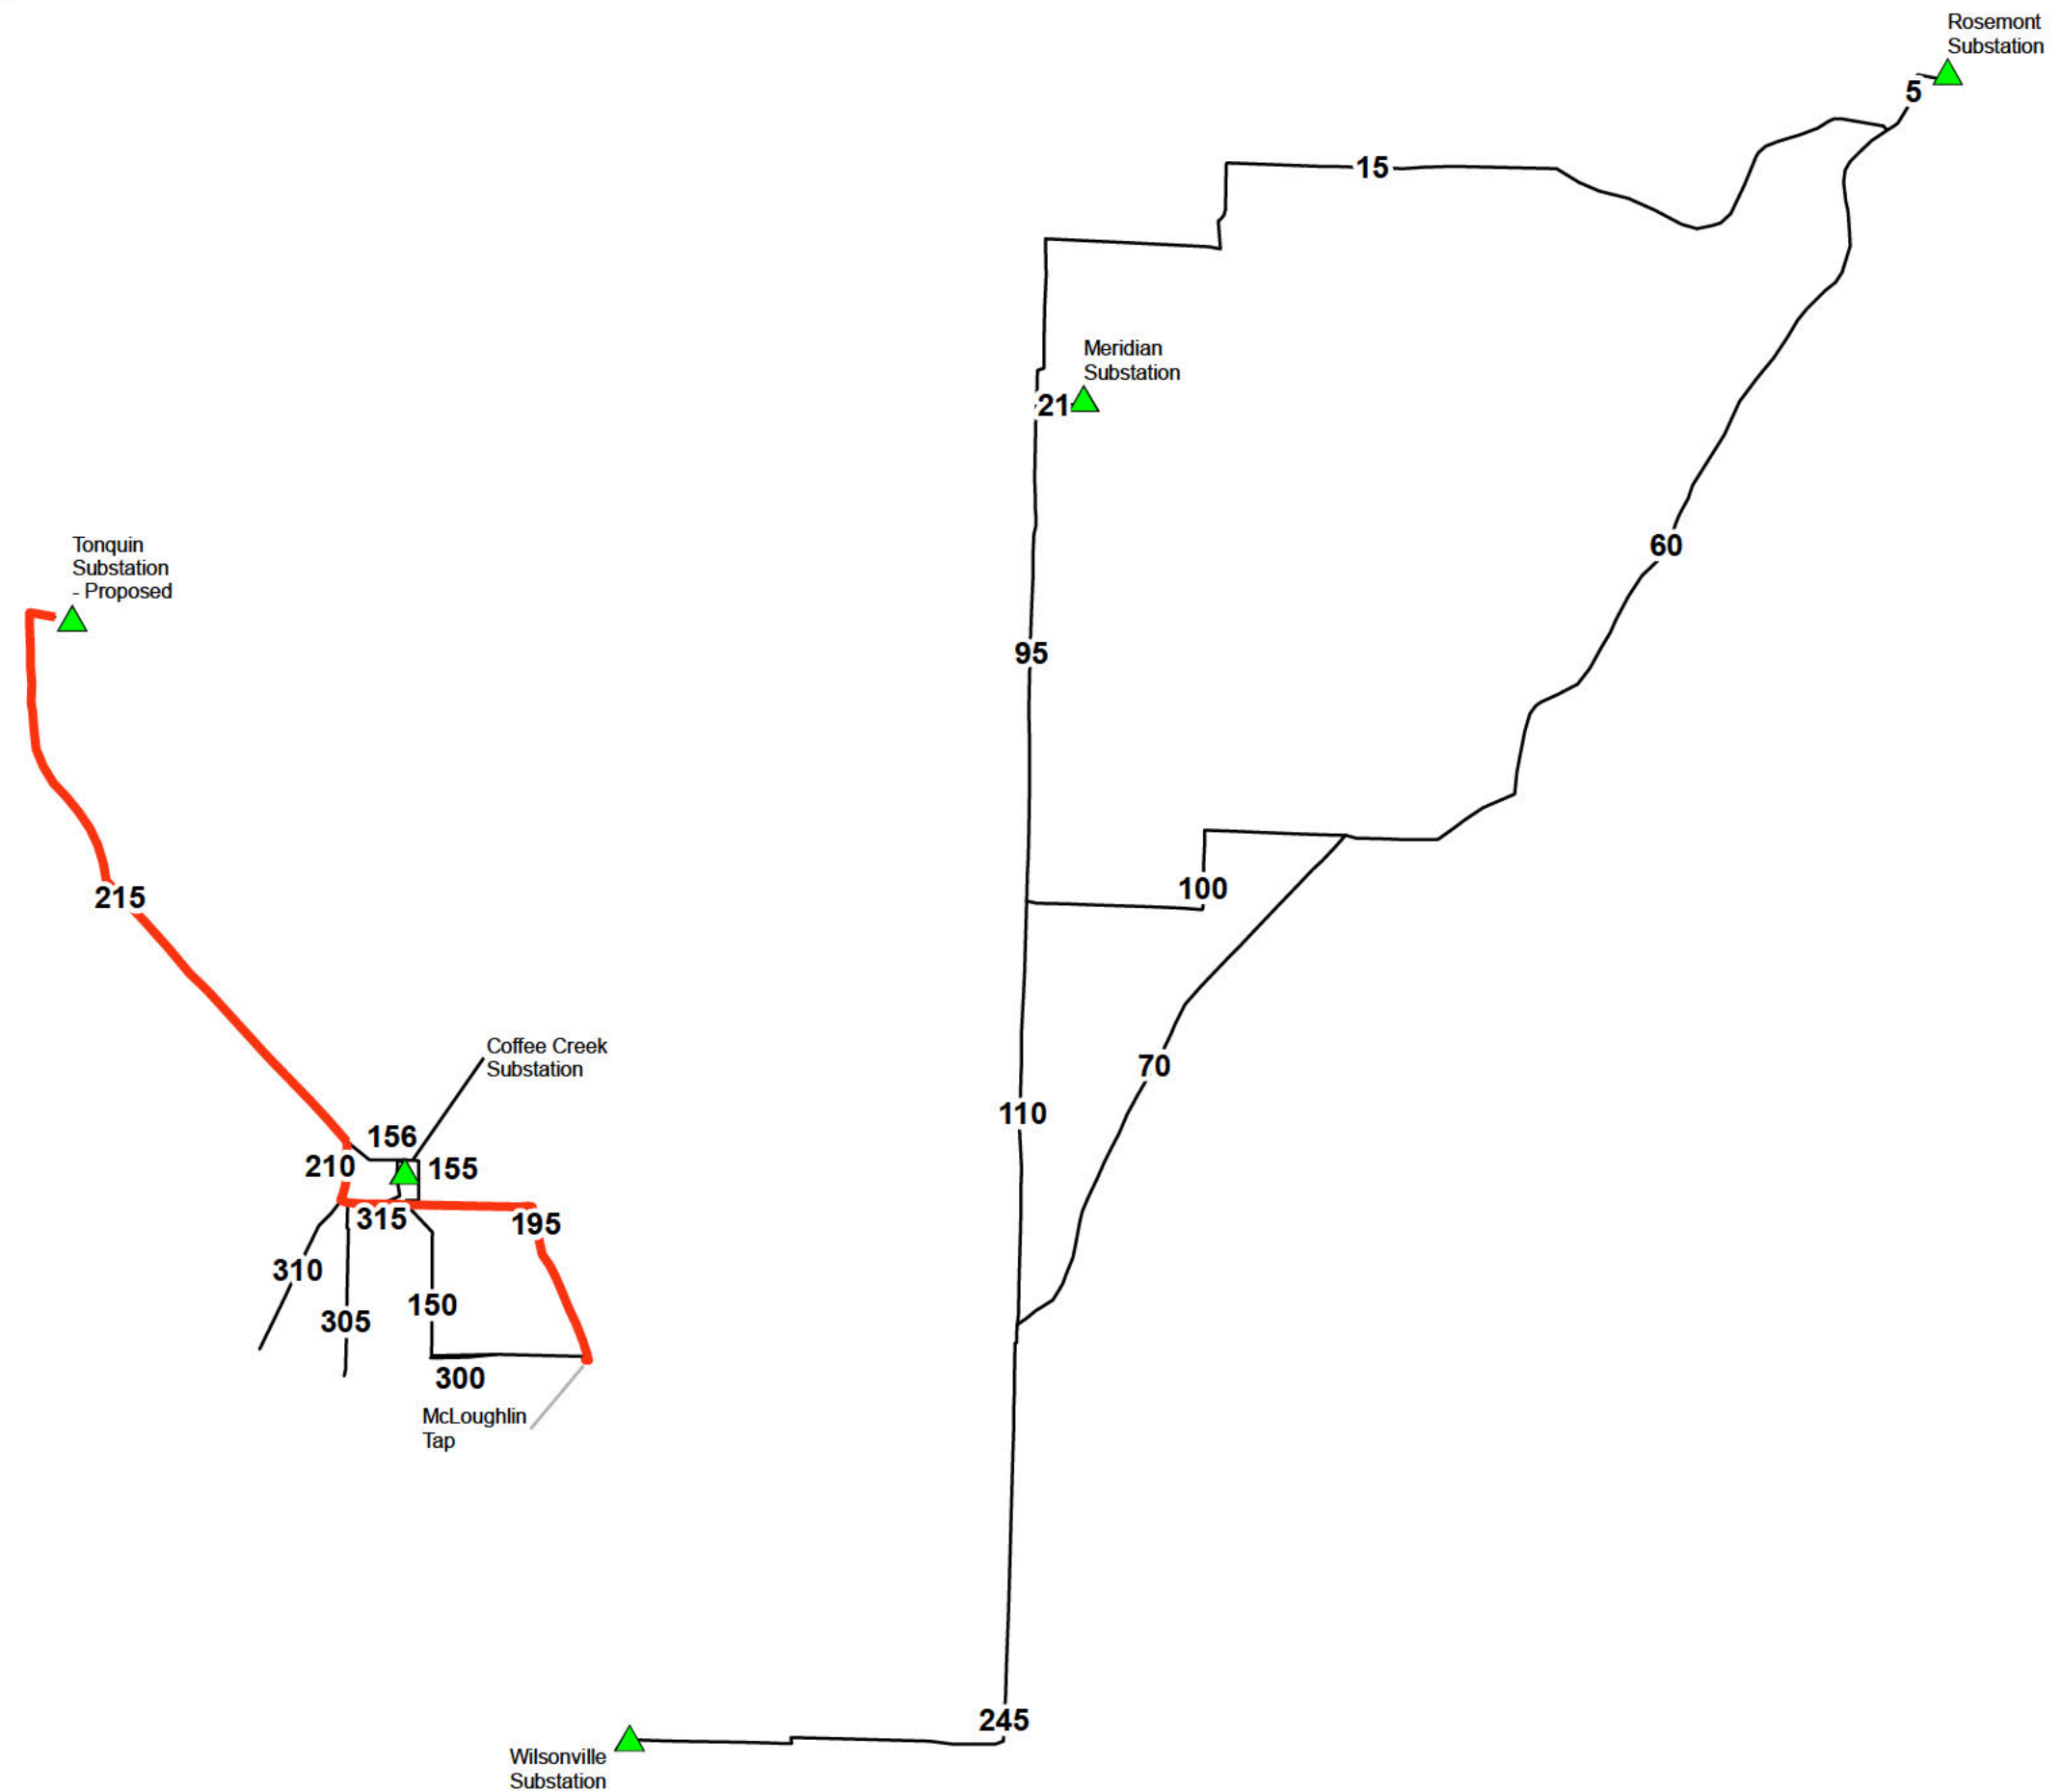 Rosemont
Substation
5
15
Meridian
Substation
21
Tonquin
Substation
- Proposed
60
95
100
215
Coffee Creek
Substation
70
110
156
210
155
315
195
310
150
305
300
McLoughlin
Tap
245
Wilsonville
Substation